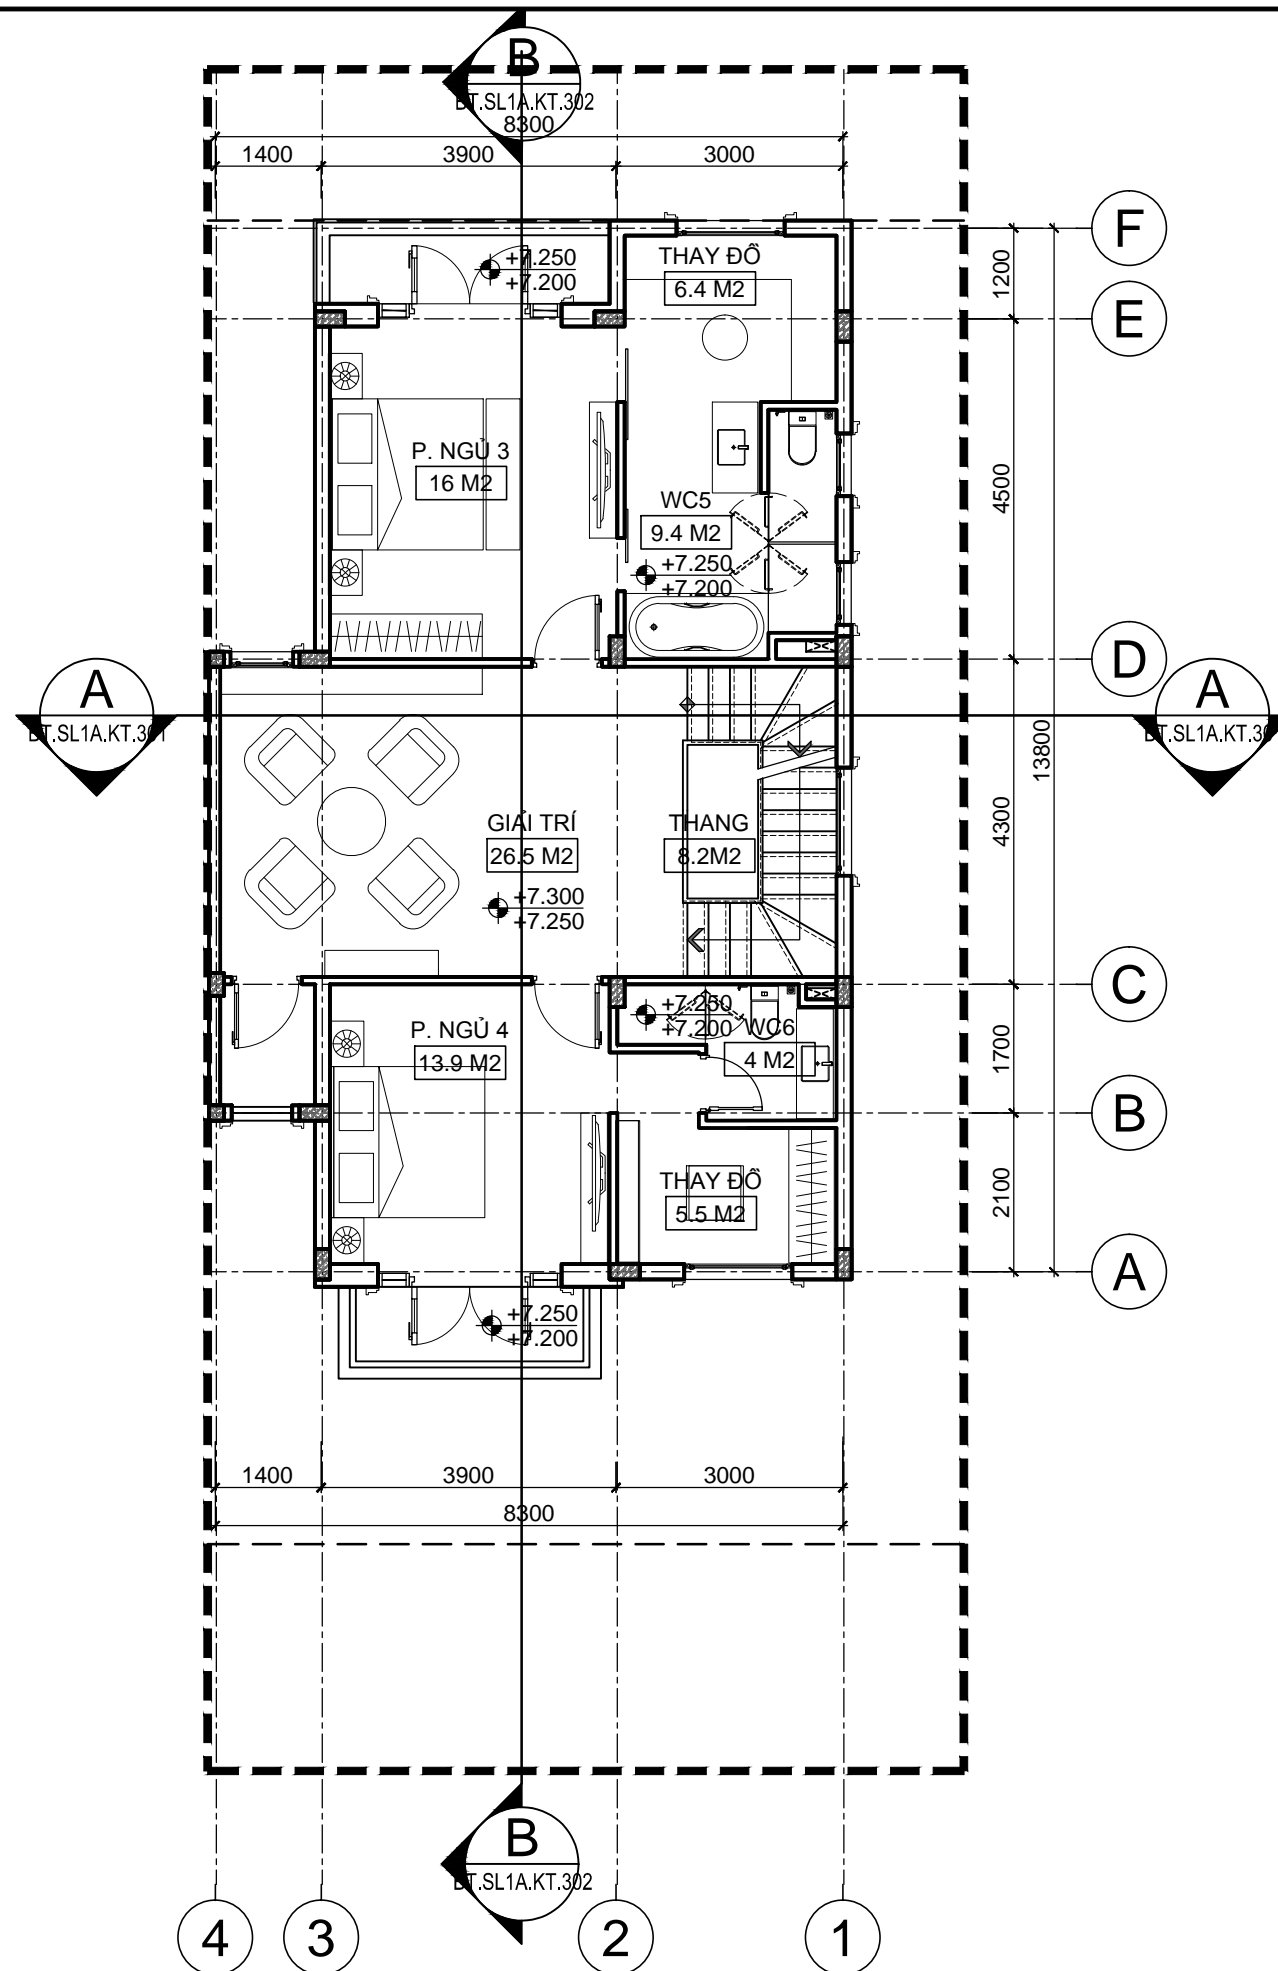 B
BT.SL1A.KT.302
8300
1400 3900 3000
F
+7.250
+7.200
THAY ĐỒ
6.4 M2
1200
E
P. NGỦ 3
16 M2
4500
WC5
9.4 M2
+7.250
+7.200
D
A
BT.SL1A.KT.301
A
13800
GIẢI TRÍ
26.5 M2
THANG
8.2M2
4300
+7.300
+7.250
C
+7.250
+7.200
WC6
4 M2
P. NGỦ 4
13.9 M2
1700
B
THAY ĐỒ
5.5 M2
2100
A
+7.250
+7.200
1400 3900 3000
8300
B
BT.SL1A.KT.302
4 3 2 1